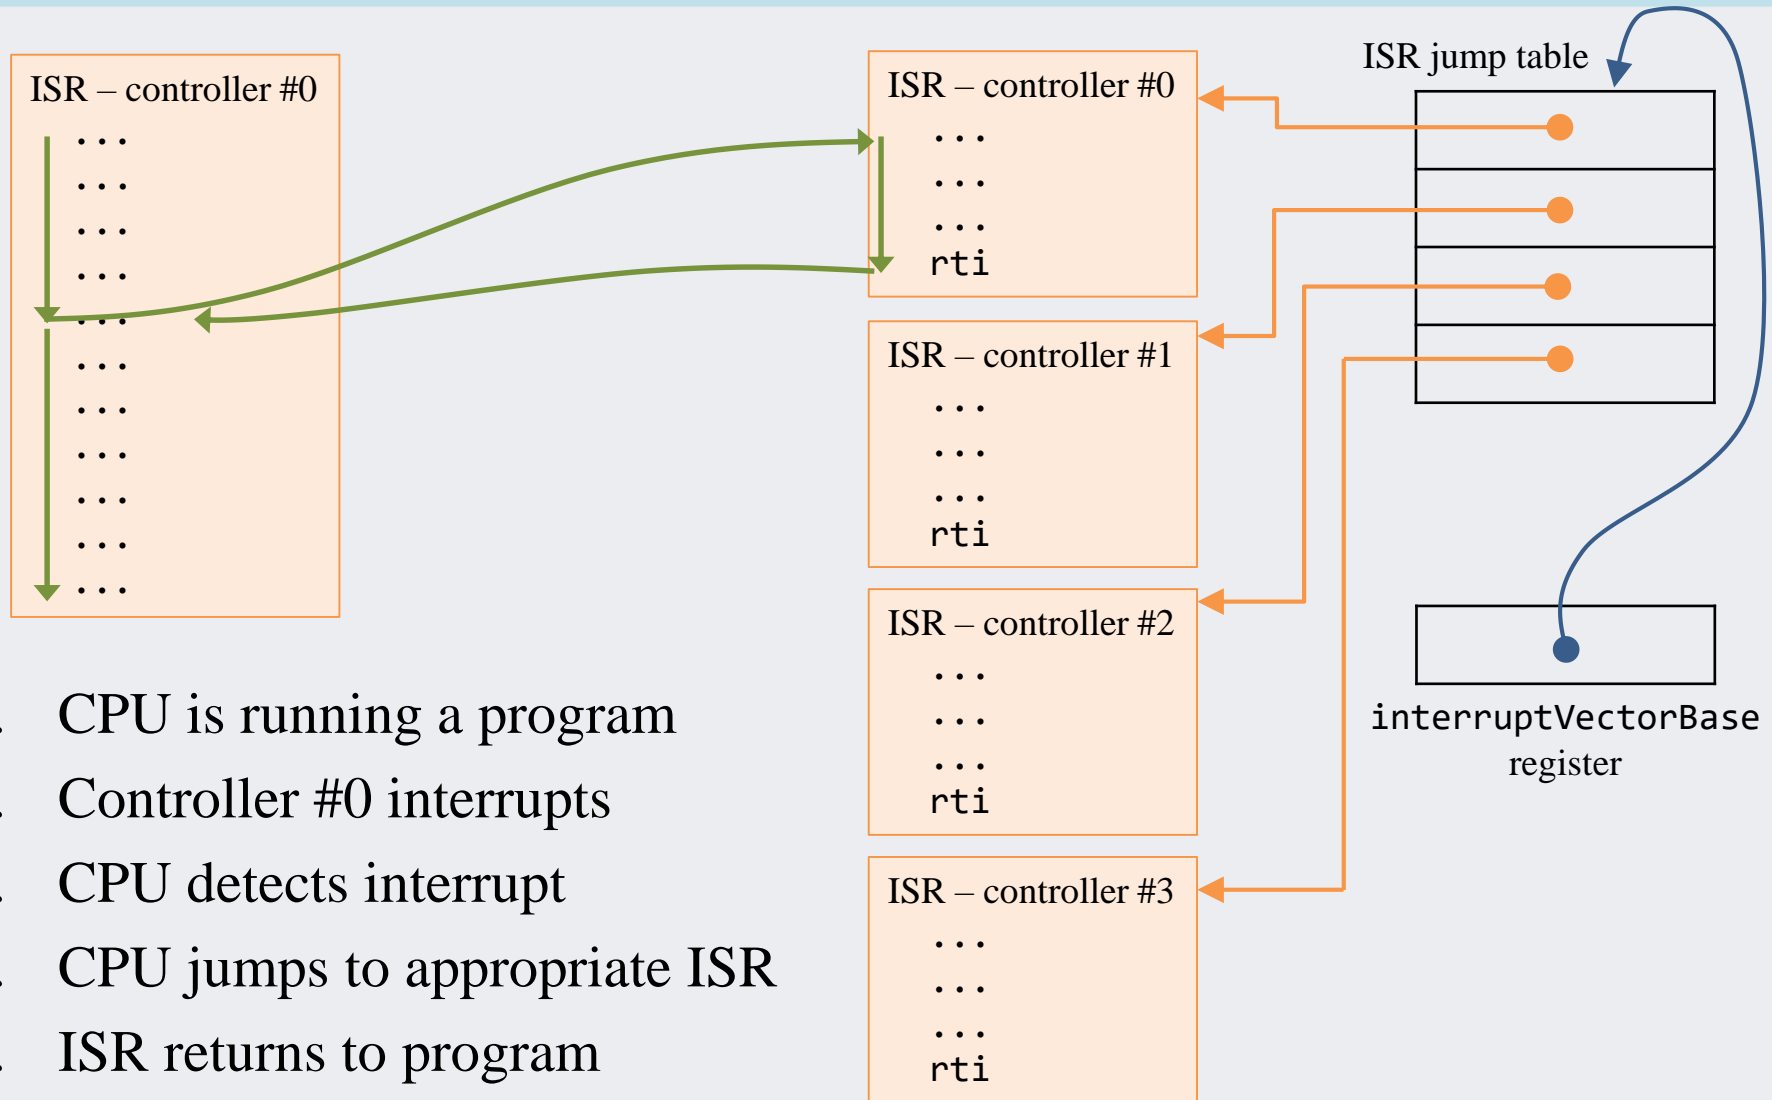 ISR – controller #0
...
...
...
...
...
...
...
...
...
...
...
ISR – controller #0
...
...
...
rti
ISR – controller #1
...
...
...
rti
ISR – controller #2
...
...
...
rti
ISR – controller #3
...
...
...
rti
ISR jump table
interruptVectorBase
register
. CPU is running a program
. Controller #0 interrupts
. CPU detects interrupt
. CPU jumps to appropriate ISR
. ISR returns to program